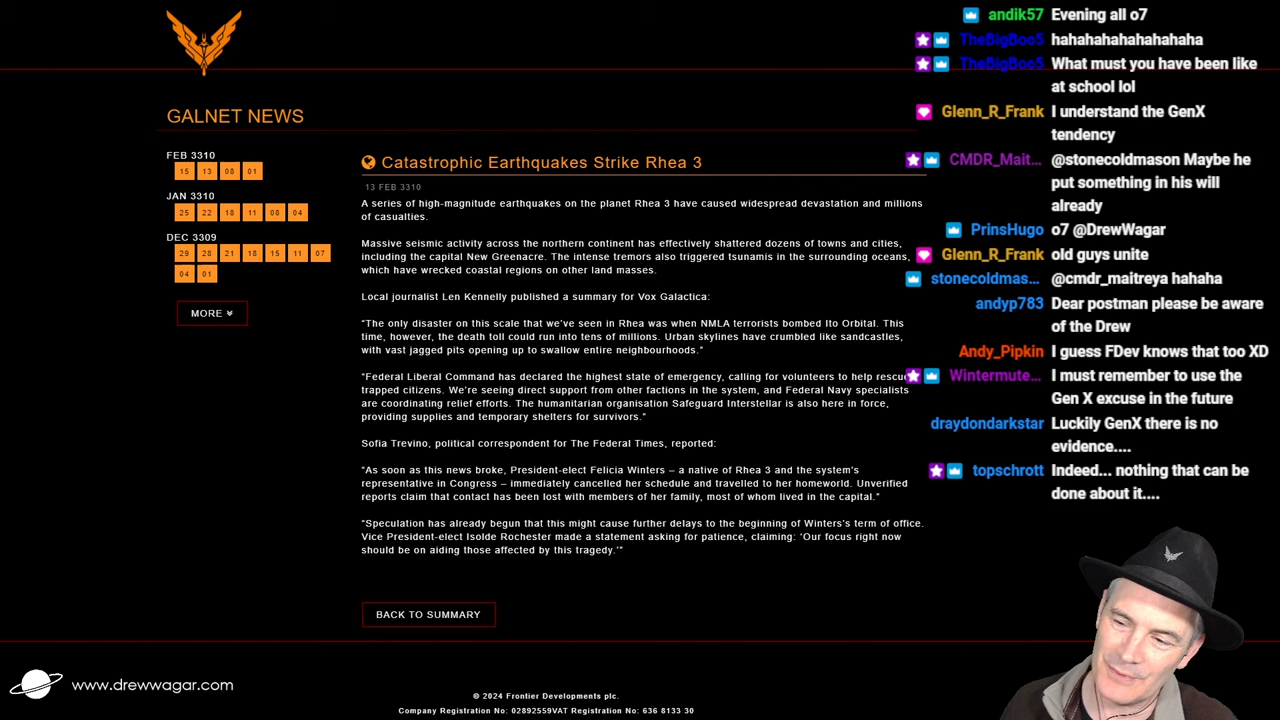 GALNET NEWS
FEB 3310
15 13 08 01
JAN 3310
25 22 18 11 08 04
DEC 3309
29 28 21 18 15 11 07
04 01
MORE
Catastrophic Earthquakes Strike Rhea 3
13 FEB 3310
A series of high-magnitude earthquakes on the planet Rhea 3 have caused widespread devastation and millions
of casualties.
Massive seismic activity across the northern continent has effectively shattered dozens of towns and cities,
including the capital New Greenacre. The intense tremors also triggered tsunamis in the surrounding oceans,
which have wrecked coastal regions on other land masses.
Local journalist Len Kennelly published a summary for Vox Galactica:
“The only disaster on this scale that we’ve seen in Rhea was when NMLA terrorists bombed Ito Orbital. This
time, however, the death toll could run into tens of millions. Urban skylines have crumbled like sandcastles,
with vast jagged pits opening up to swallow entire neighbourhoods.”
“Federal Liberal Command has declared the highest state of emergency, calling for volunteers to help rescue
trapped citizens. We’re seeing direct support from other factions in the system, and Federal Navy specialists
are coordinating relief efforts. The humanitarian organisation Safeguard Interstellar is also here in force,
providing supplies and temporary shelters for survivors.”
Sofia Trevino, political correspondent for The Federal Times, reported:
“As soon as this news broke, President-elect Felicia Winters – a native of Rhea 3 and the system’s
representative in Congress – immediately cancelled her schedule and travelled to her homeworld. Unverified
reports claim that contact has been lost with members of her family, most of whom lived in the capital.”
“Speculation has already begun that this might cause further delays to the beginning of Winters’s term of office.
Vice President-elect Isolde Rochester made a statement asking for patience, claiming: ‘Our focus right now
should be on aiding those affected by this tragedy.’”
BACK TO SUMMARY
© 2024 Frontier Developments plc.
Company Registration No: 02892559VAT Registration No: 636 8133 30
www.drewwagar.com
andik57 Evening all o7
TheBigBoo5 hahahahahahahaha
TheBigBoo5 What must you have been like
at school lol
Glenn_R_Frank I understand the GenX
tendency
CMDR_Mait... @stonecoldmason Maybe he
put something in his will
already
PrinsHugo o7 @DrewWagar
Glenn_R_Frank old guys unite
stonecoldmas... @cmdr_maitreya hahaha
andyp783 Dear postman please be aware
of the Drew
Andy_Pipkin I guess FDev knows that too XD
Wintermute... I must remember to use the
Gen X excuse in the future
draydondarkstar Luckily GenX there is no
evidence....
topschrott Indeed... nothing that can be
done about it....